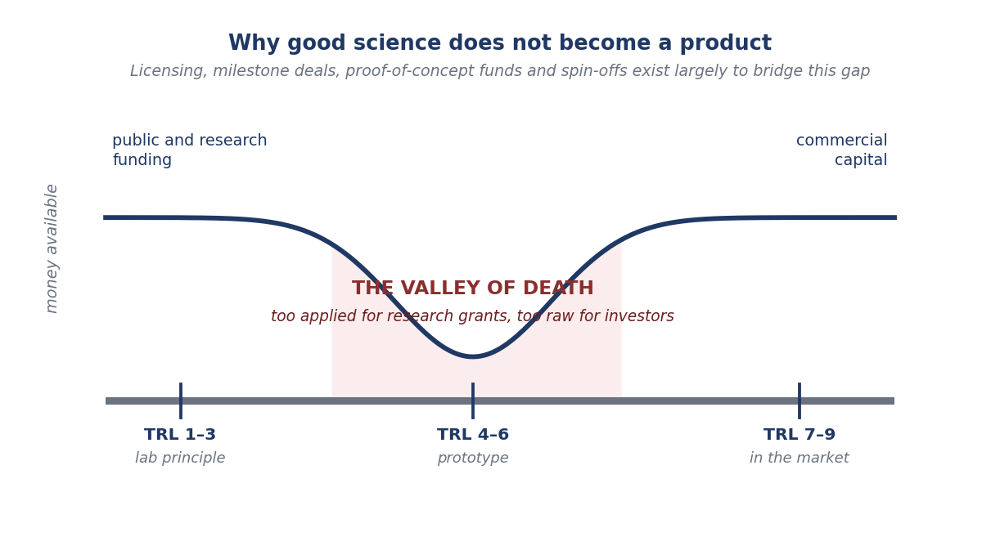 Why good science does not become a product
Licensing, milestone deals, proof-of-concept funds and spin-offs exist largely to bridge this gap
public and research
funding
commercial
capital
money available
THE VALLEY OF DEATH
too applied for research grants, too raw for investors
TRL 1–3
lab principle
TRL 4–6
prototype
TRL 7–9
in the market